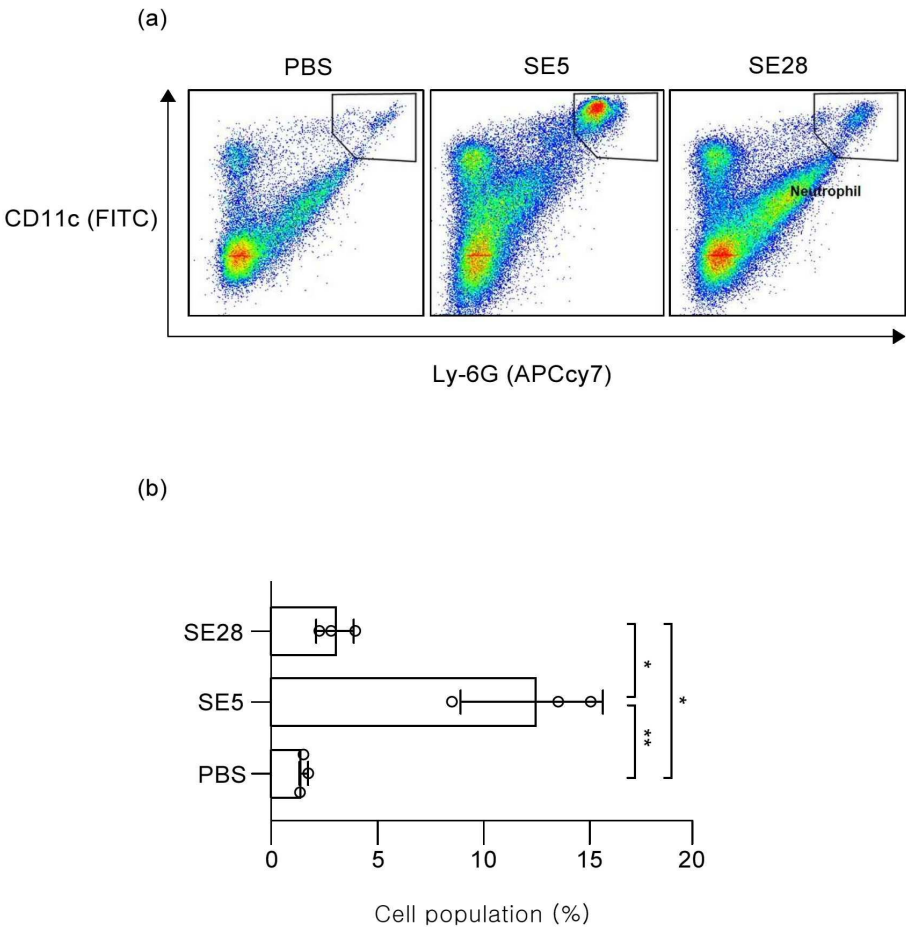 (a)
PBS SE5 SE28
CD11c (FITC)
Neutrophil
Ly-6G (APCcy7)
(b)
SE28
SE5
PBS
*
**
*
0 5 10 15 20
Cell population (%)